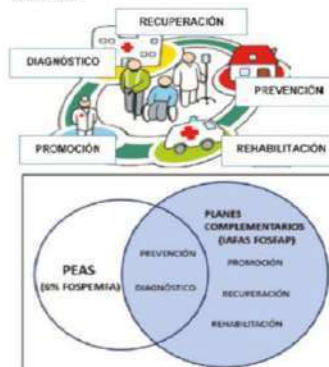 RECUPERACIÓN
DIAGNÓSTICO
PREVENCIÓN
PROMOCIÓN
REHABILITACIÓN
PLANES
COMPLEMENTARIOS
(IAFAS FOSFAP)
PEAS
(6% FOSPEMFA)
PREVENCIÓN
DIAGNÓSTICO
PROMOCIÓN
RECUPERACIÓN
REHABILITACIÓN